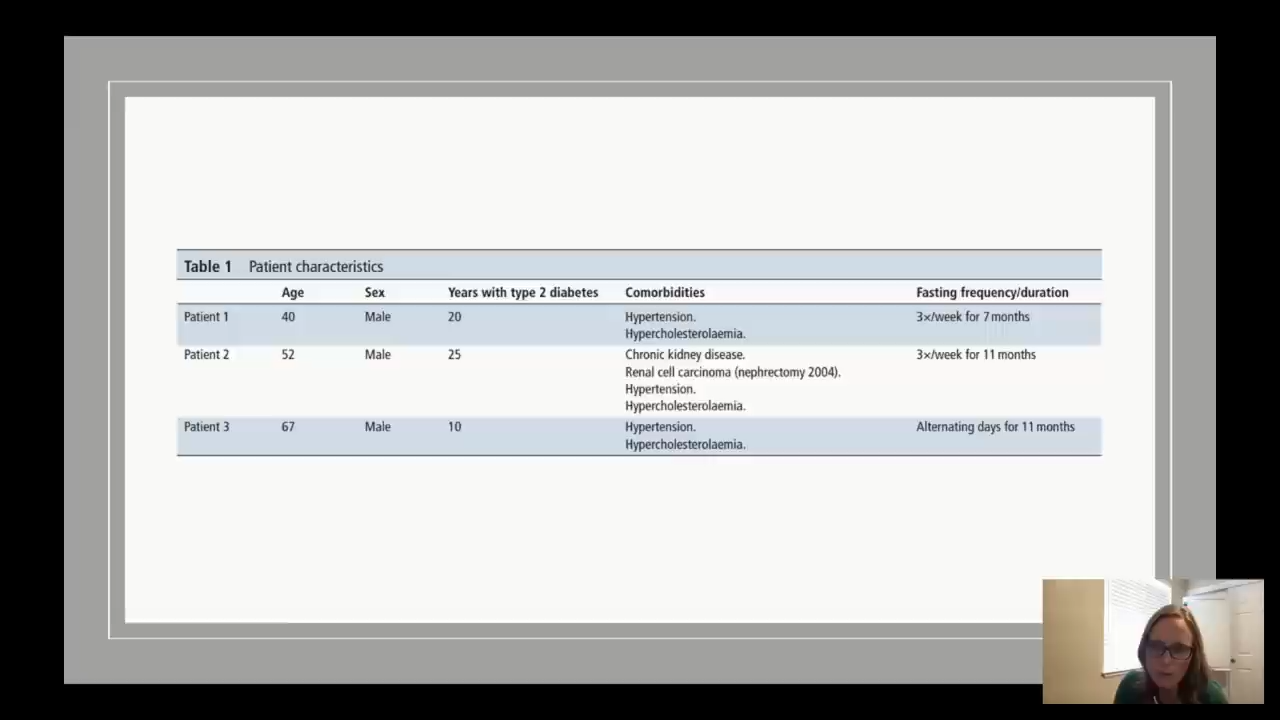 Table 1 Patient characteristics
Age Sex Years with type 2 diabetes Comorbidities Fasting frequency/duration
Patient 1 40 Male 20 Hypertension. 3×/week for 7 months
Hypercholesterolaemia.
Patient 2 52 Male 25 Chronic kidney disease. 3×/week for 11 months
Renal cell carcinoma (nephrectomy 2004).
Hypertension.
Hypercholesterolaemia.
Patient 3 67 Male 10 Hypertension. Alternating days for 11 months
Hypercholesterolaemia.